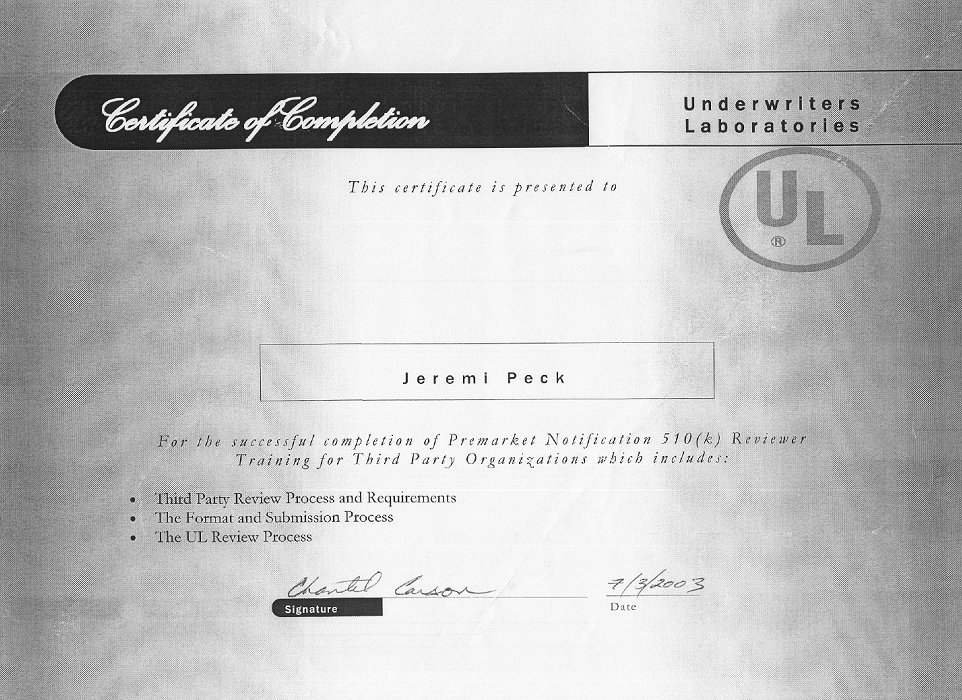 Certificate of Completion
Underwriters
Laboratories
This certificate is presented to
UL
®
Jeremi Peck
For the successful completion of Premarket Notification 510(k) Reviewer
Training for Third Party Organizations which includes:
• Third Party Review Process and Requirements
• The Format and Submission Process
• The UL Review Process
Chantel Carson
7/3/2003
Signature
Date